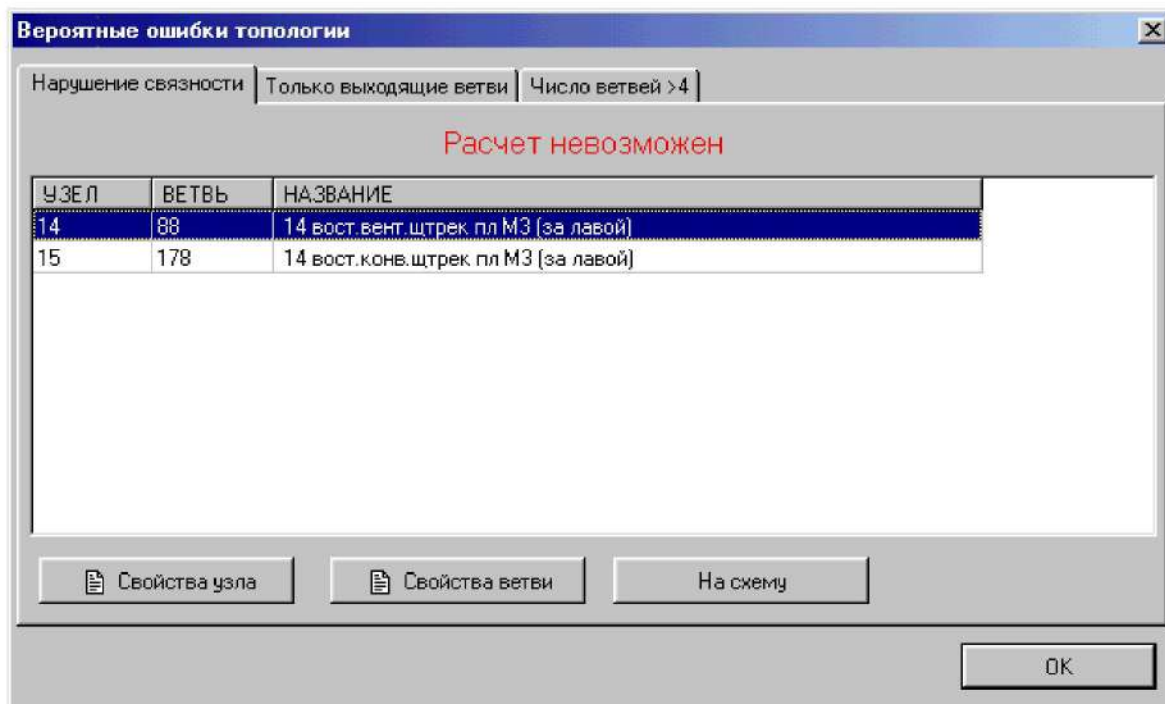 Вероятные ошибки топологии
Нарушение связности Только выходящие ветви Число ветвей >4
Расчет невозможен
УЗЕЛ ВЕТВЬ НАЗВАНИЕ
14 88 14 вост.вент.щтрек пл М3 (за лавой)
15 178 14 вост.конв.щтрек пл М3 (за лавой)
Свойства узла Свойства ветви На схему
OK